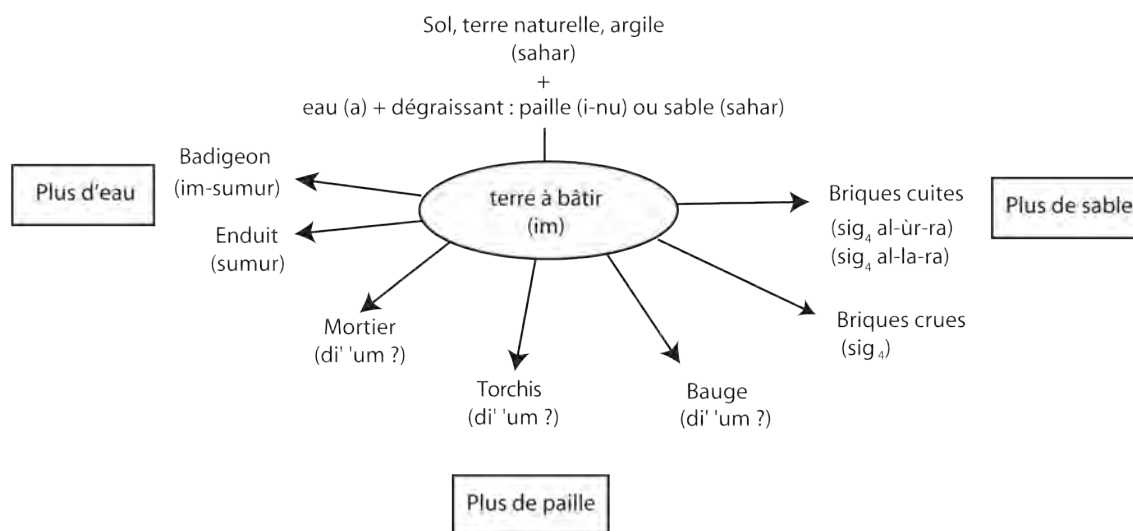 Sol, terre naturelle, argile
(sahar)
+
eau (a) + dégraissant : paille (i-nu) ou sable (sahar)
Plus d'eau
Badigeon
(im-sumur)
Enduit
(sumur)
terre à bâtir
(im)
Briques cuites
(sig₄ al-ùr-ra)
(sig₄ al-la-ra)
Plus de sable
Mortier
(di' 'um ?)
Torchis
(di' 'um ?)
Bauge
(di' 'um ?)
Briques crues
(sig₄)
Plus de paille